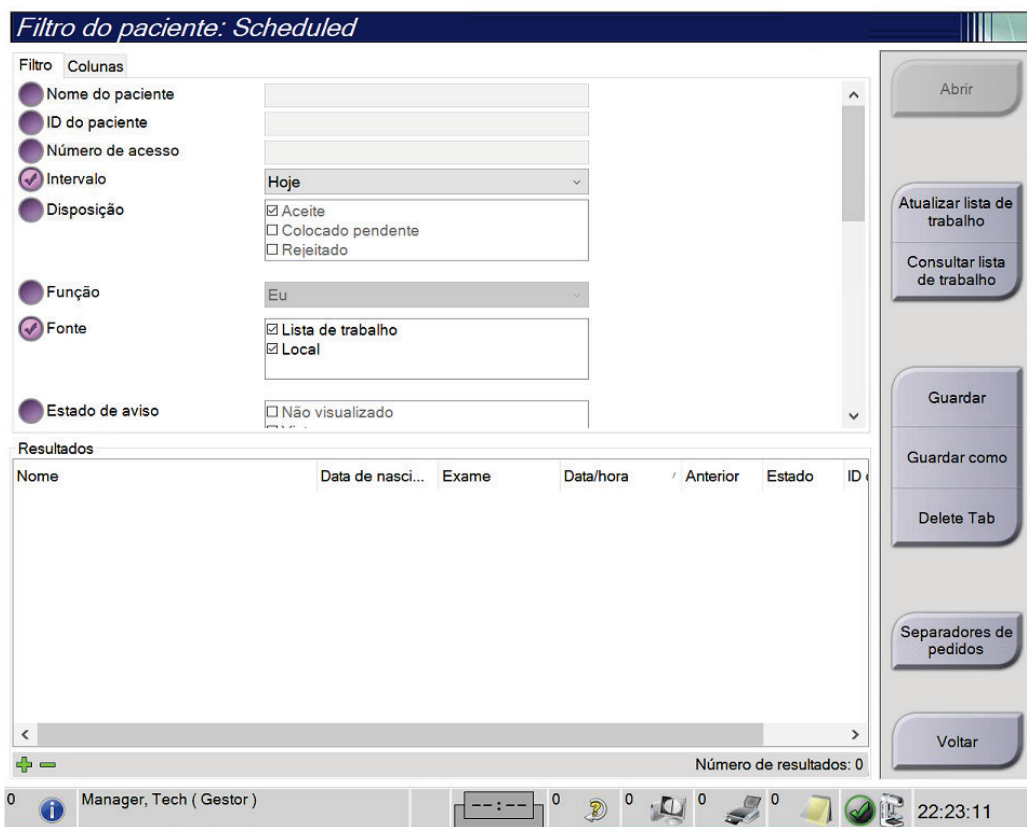 Filtro do paciente: Scheduled
Filtro Colunas
Nome do paciente
ID do paciente
Número de acesso
Intervalo
Hoje
Disposição
Aceite
Colocado pendente
Rejeitado
Função
Eu
Fonte
Lista de trabalho
Local
Estado de aviso
Não visualizado
Resultados
Nome Data de nasci... Exame Data/hora Anterior Estado ID
Número de resultados: 0
Abrir
Atualizar lista de
trabalho
Consultar lista
de trabalho
Guardar
Guardar como
Delete Tab
Separadores de
pedidos
Voltar
0 Manager, Tech ( Gestor ) --:-- 0 0 0 0 22:23:11